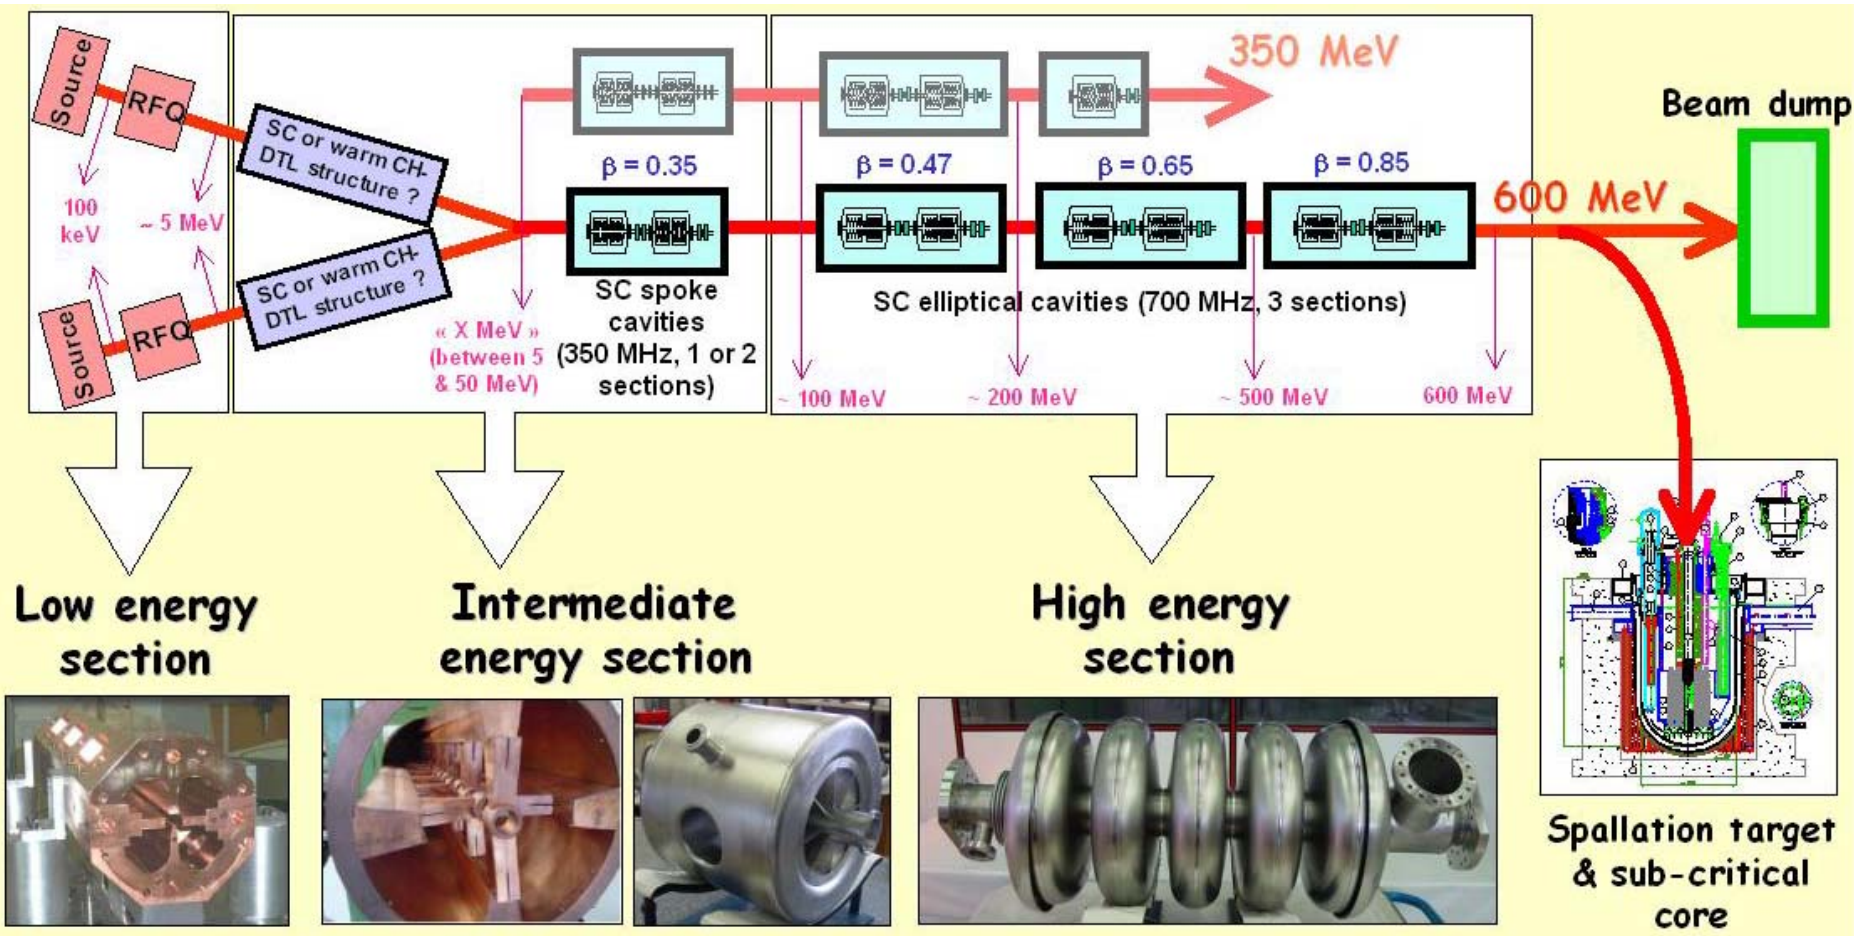 Source
RFQ
SC or warm CH-
DTL structure ?
100
keV
~ 5 MeV
Source
RFQ
SC or warm CH-
DTL structure ?
« X MeV »
(between 5
& 50 MeV)
β = 0.35
SC spoke
cavities
(350 MHz, 1 or 2
sections)
350 MeV
β = 0.47
β = 0.65
β = 0.85
SC elliptical cavities (700 MHz, 3 sections)
~ 100 MeV
~ 200 MeV
~ 500 MeV
600 MeV
600 MeV
Beam dump
Low energy
section
Intermediate
energy section
High energy
section
Spallation target
& sub-critical
core